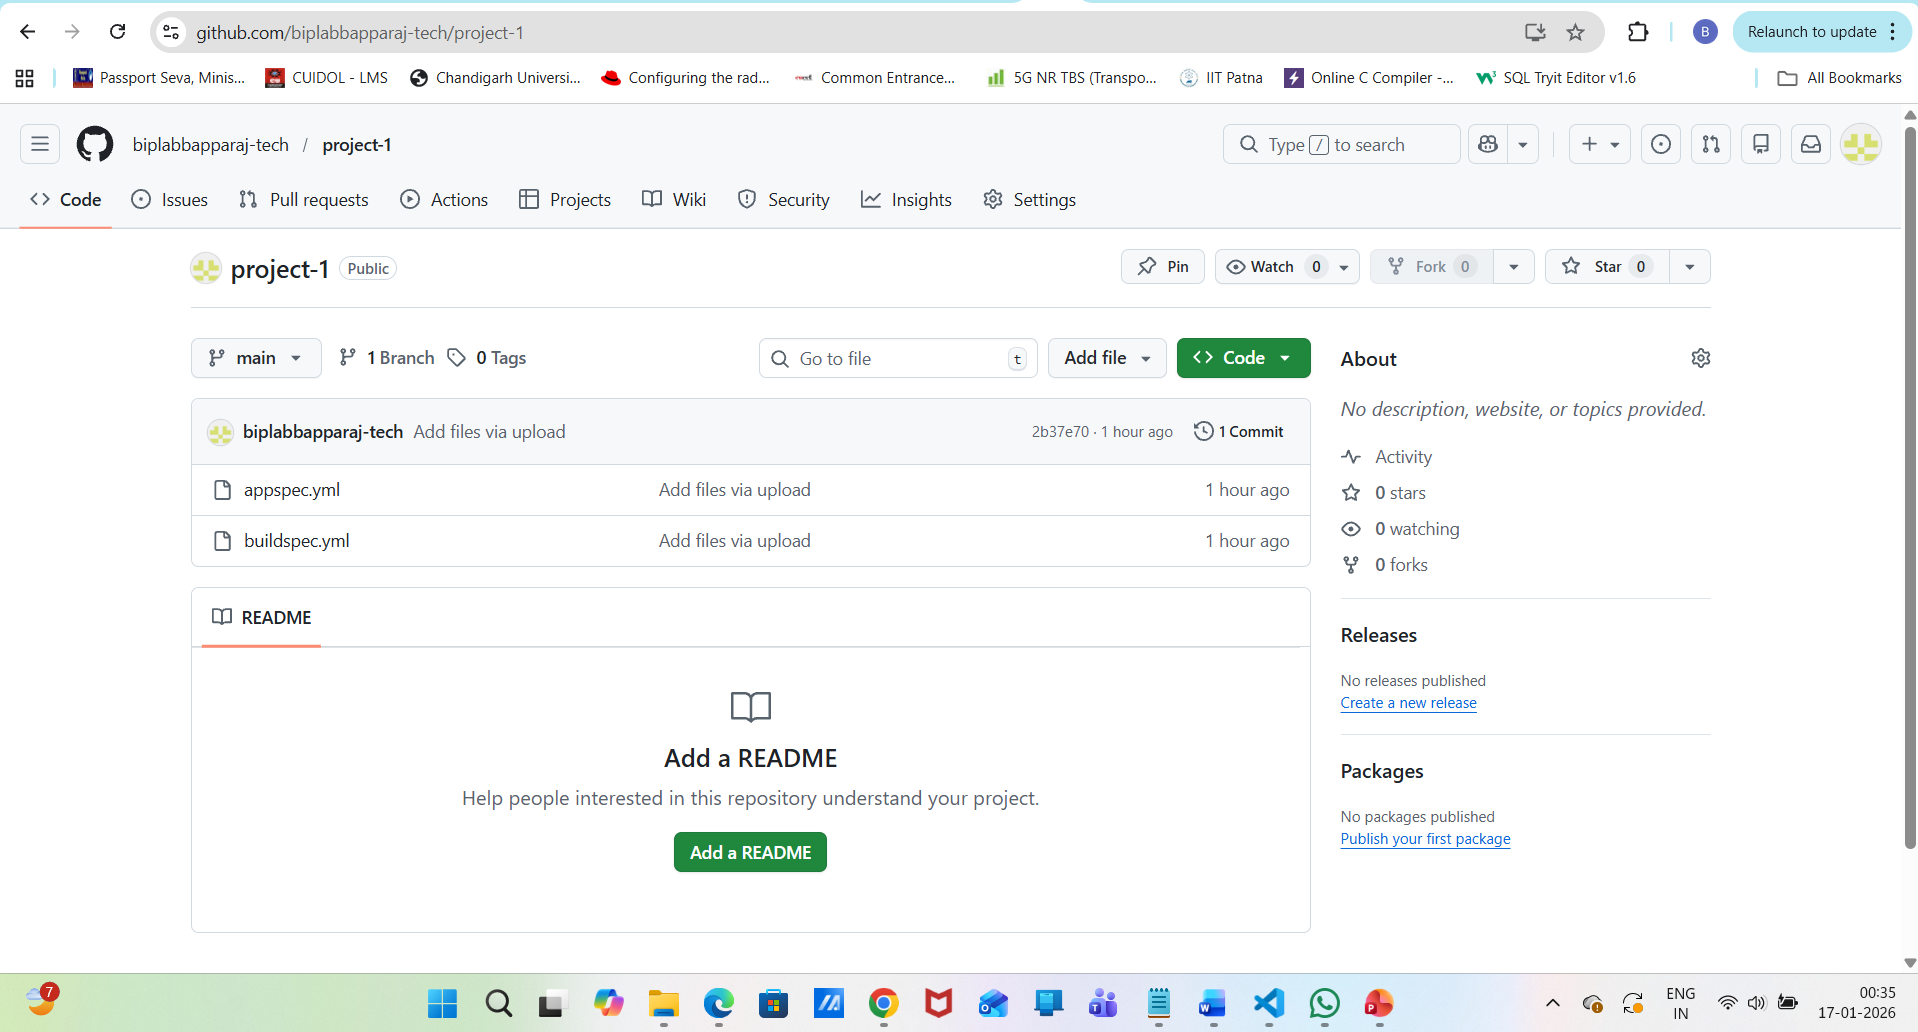 github.com/biplabbapparaj-tech/project-1
B
Relaunch to update
Passport Seva, Minis...
CUIDOL - LMS
Chandigarh Universi...
Configuring the rad...
Common Entrance...
5G NR TBS (Transpo...
IIT Patna
Online C Compiler -...
SQL Tryit Editor v1.6
All Bookmarks
biplabbapparaj-tech / project-1
Type / to search
Code
Issues
Pull requests
Actions
Projects
Wiki
Security
Insights
Settings
project-1
Public
Pin
Watch 0
Fork 0
Star 0
main
1 Branch
0 Tags
Go to file
t
Add file
Code
biplabbapparaj-tech Add files via upload
2b37e70 · 1 hour ago
1 Commit
appspec.yml
Add files via upload
1 hour ago
buildspec.yml
Add files via upload
1 hour ago
README
Add a README
Help people interested in this repository understand your project.
Add a README
About
No description, website, or topics provided.
Activity
0 stars
0 watching
0 forks
Releases
No releases published
Create a new release
Packages
No packages published
Publish your first package
7
ENG
IN
00:35
17-01-2026